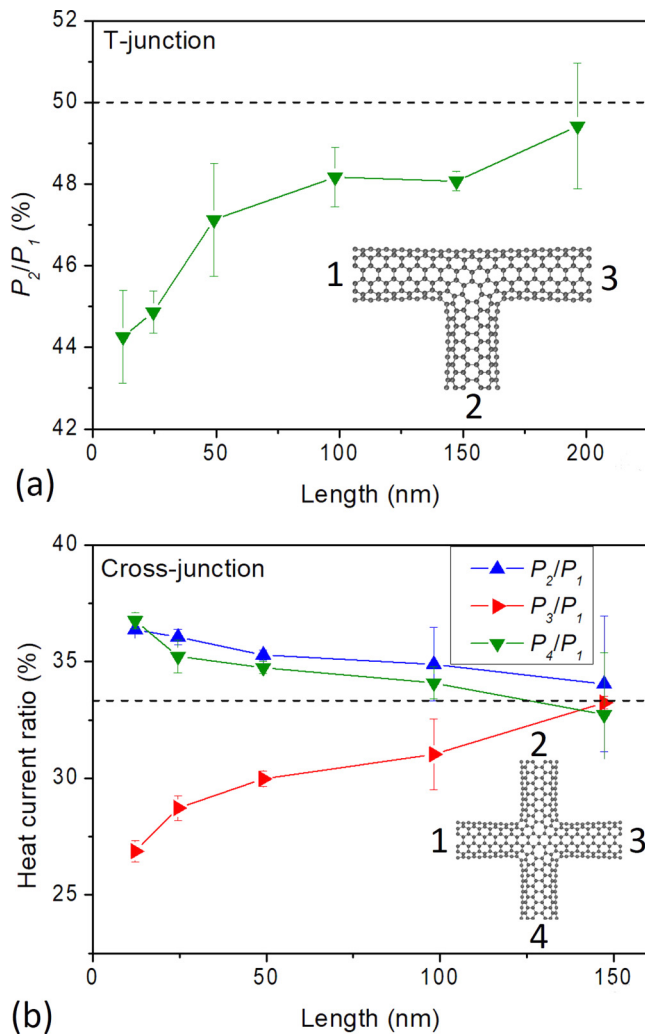 52
T-junction
50
48
46
44
42
P₂/P₁ (%)
1
3
2
0
50
100
150
200
Length (nm)
(a)
40
Cross-junction
P₂/P₁
P₃/P₁
P₄/P₁
35
30
25
Heat current ratio (%)
2
1
3
4
0
50
100
150
Length (nm)
(b)